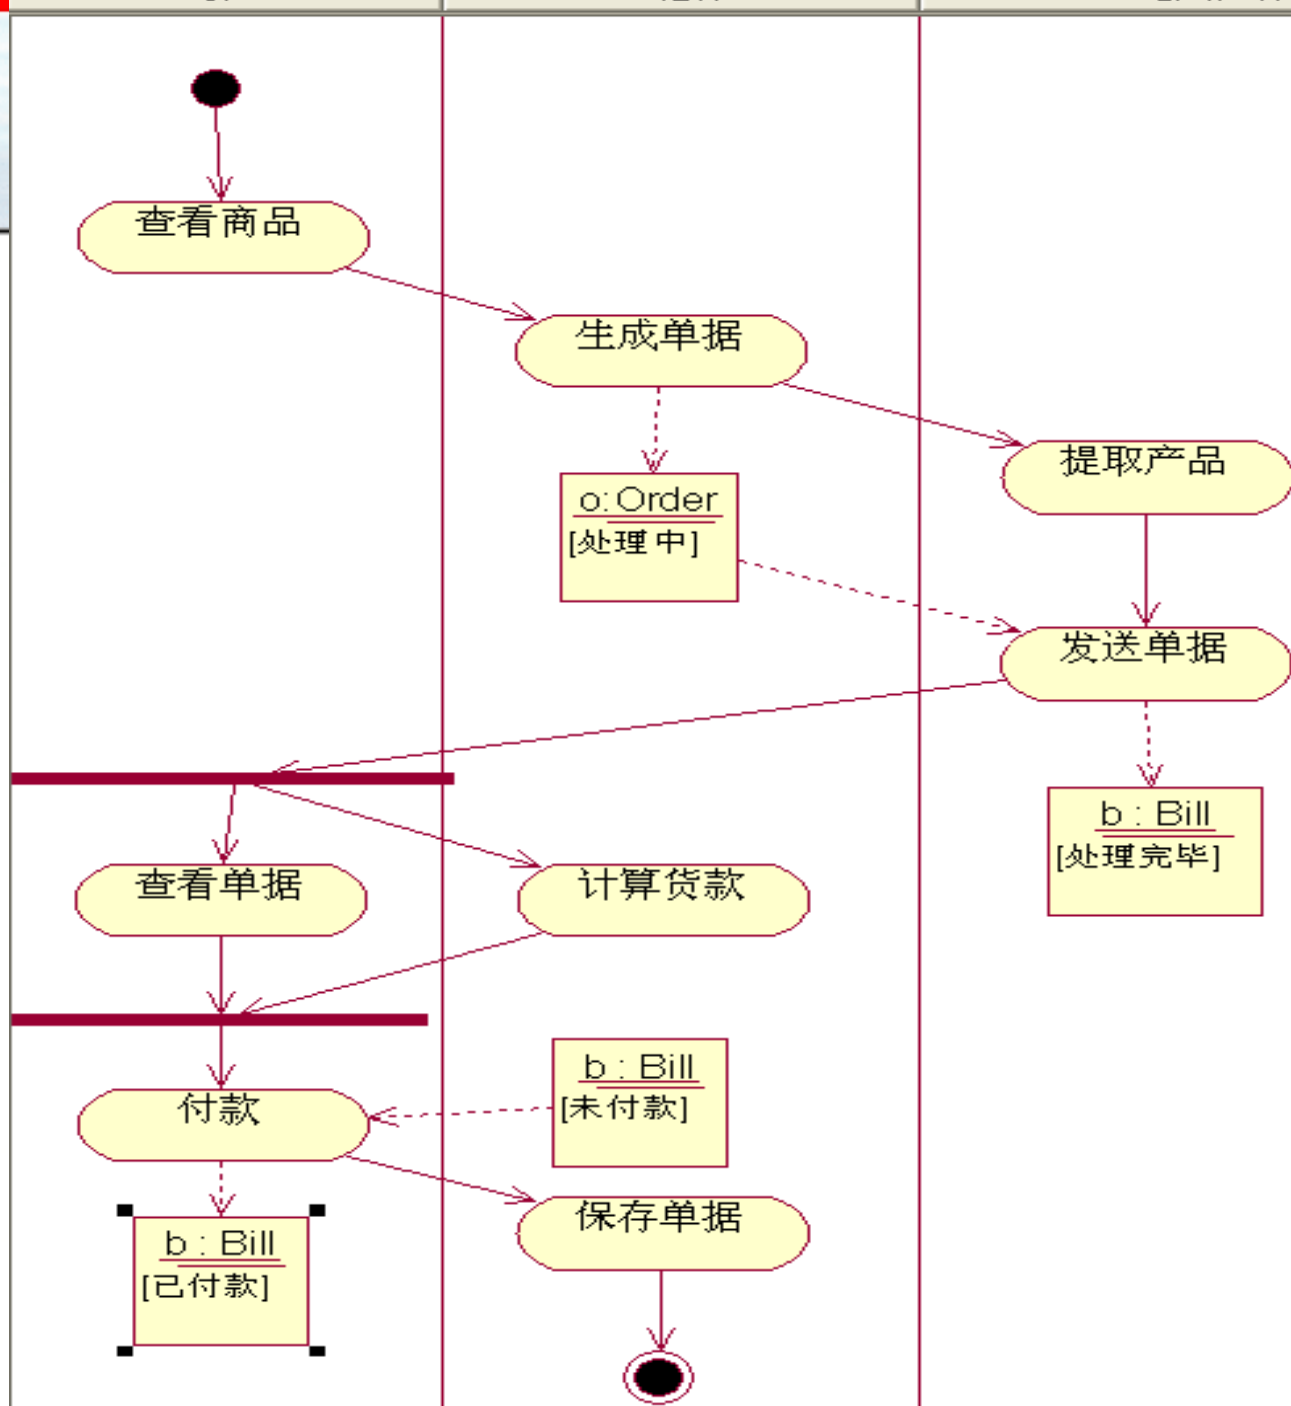 查看商品
生成单据
提取产品
o:Order
[处理中]
发送单据
b : Bill
[处理完毕]
查看单据
计算货款
b : Bill
[未付款]
付款
保存单据
b : Bill
[已付款]